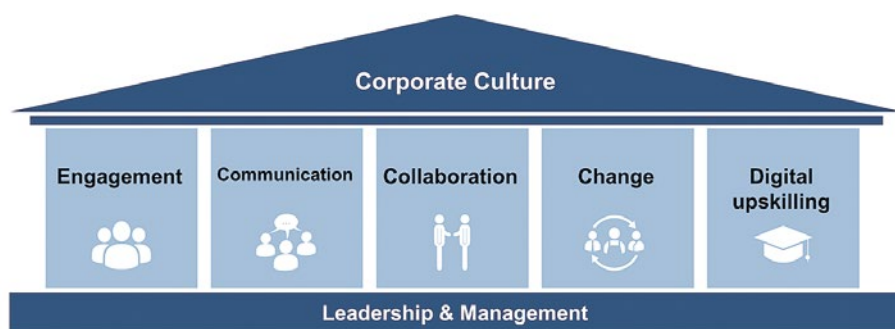 Corporate Culture
Engagement
Communication
Collaboration
Change
Digital
upskilling
Leadership & Management